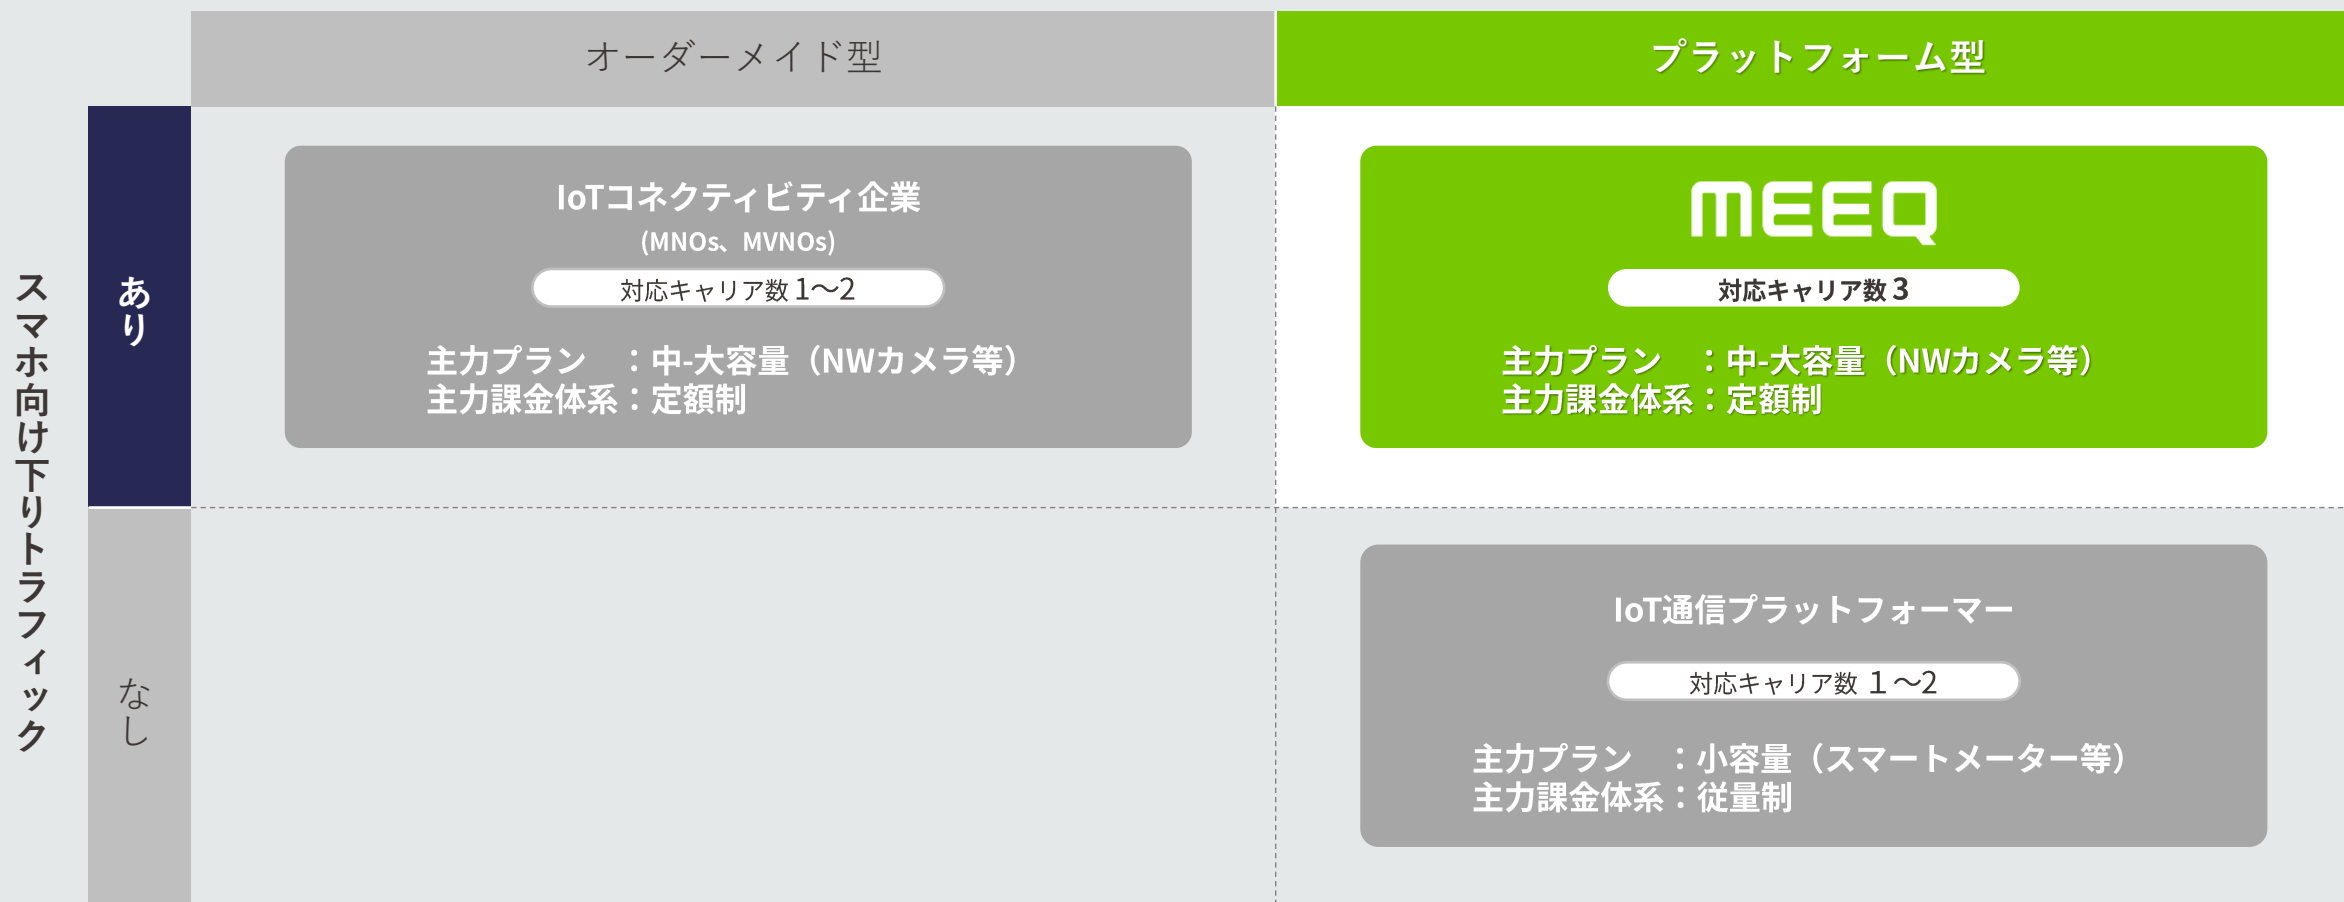 オーダーメイド型
プラットフォーム型
スマホ向け下りトラフィック
あり
IoTコネクティビティ企業
(MNOs、MVNOs)
対応キャリア数 1〜2
主力プラン　：中-大容量（NWカメラ等）
主力課金体系：定額制
MEEQ
対応キャリア数 3
主力プラン　：中-大容量（NWカメラ等）
主力課金体系：定額制
なし
IoT通信プラットフォーマー
対応キャリア数 1〜2
主力プラン　：小容量（スマートメーター等）
主力課金体系：従量制